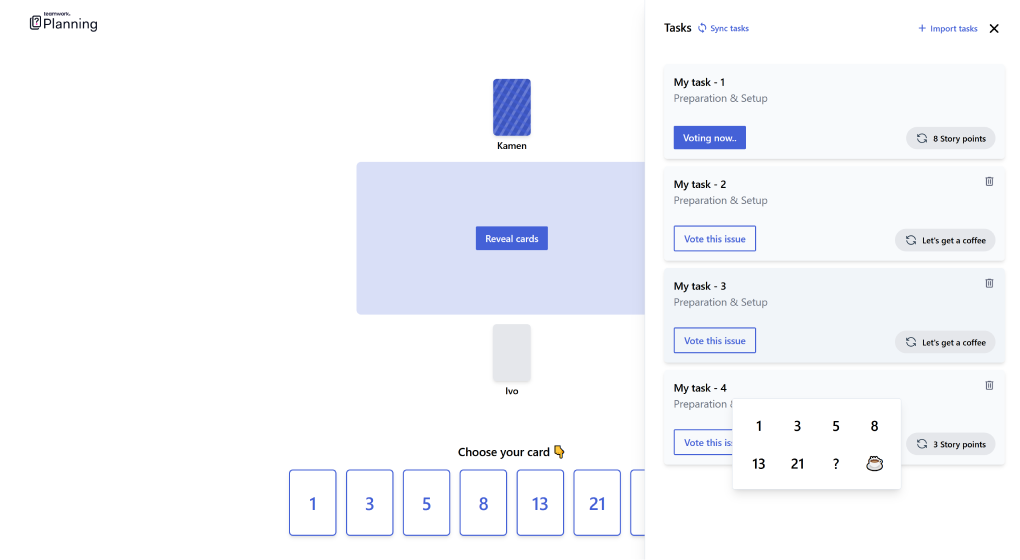 teamwork.
Planning
Kamen
Reveal cards
Ivo
Choose your card
1 3 5 8 13 21
Tasks Sync tasks Import tasks
My task - 1
Preparation & Setup
Voting now.. 8 Story points
My task - 2
Preparation & Setup
Vote this issue Let's get a coffee
My task - 3
Preparation & Setup
Vote this issue Let's get a coffee
My task - 4
Preparation
Vote this is 3 Story points
1 3 5 8
13 21 ?